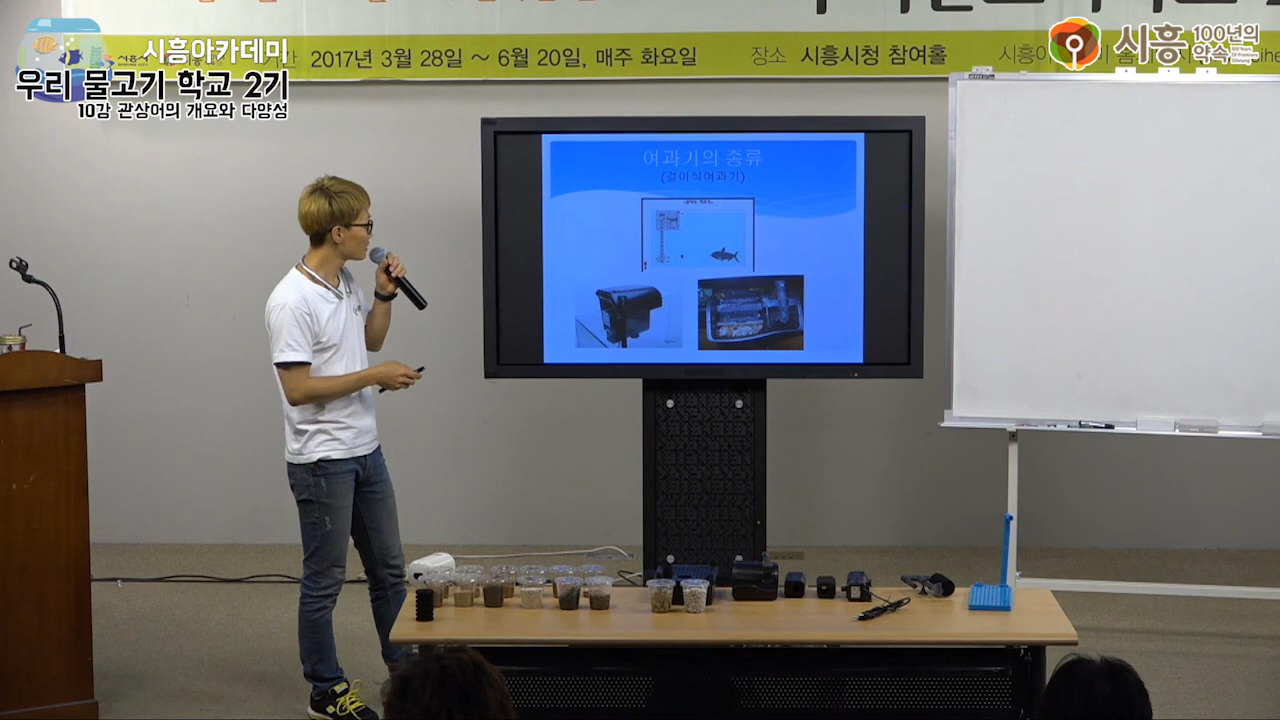 시흥아카데미
우리 물고기 학교 2기
10강 관상어의 개요와 다양성
2017년 3월 28일 ~ 6월 20일, 매주 화요일
장소 시흥시청 참여홀
시흥
100년의
약속
여과기의 종류
(걸이식여과기)